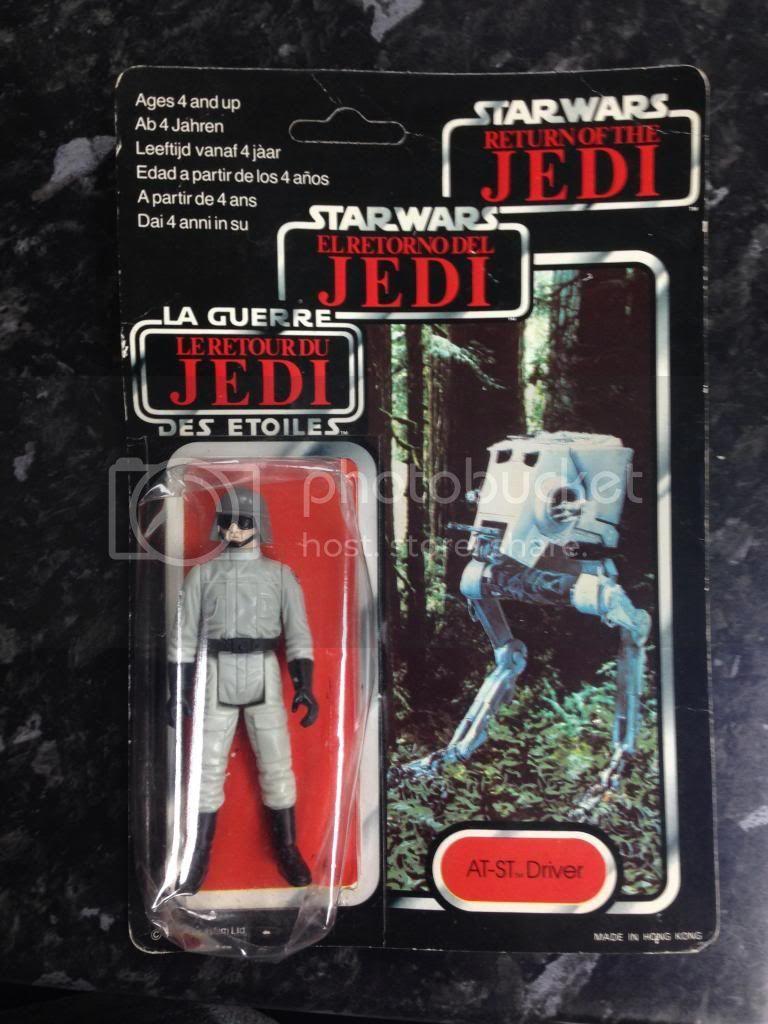 Ages 4 and up
Ab 4 Jahren
Leeftijd vanaf 4 jàar
Edad a partir de los 4 años
A partir de 4 ans
Dai 4 anni in su
STAR WARS
RETURN OF THE
JEDI
STAR WARS
EL RETORNO DEL
JEDI
LA GUERRE
LE RETOUR DU
JEDI
DES ETOILES
photobucket
host. store. share.
AT-ST™ Driver
©
Ltd
MADE IN HONG KONG